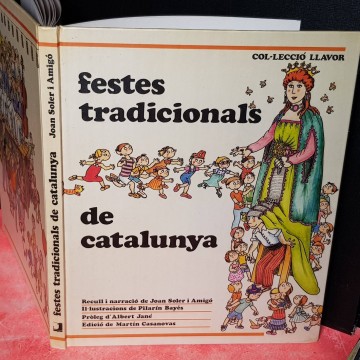 COL·LECCIÓ LLAVOR
festes
tradicionals
de
catalunya
Recull i narració de Joan Soler i Amigó
Il·lustracions de Pilarín Bayés
Pròleg d'Albert Jané
Edició de Martín Casanovas
festes tradicionals de catalunya
Joan Soler i Amigó